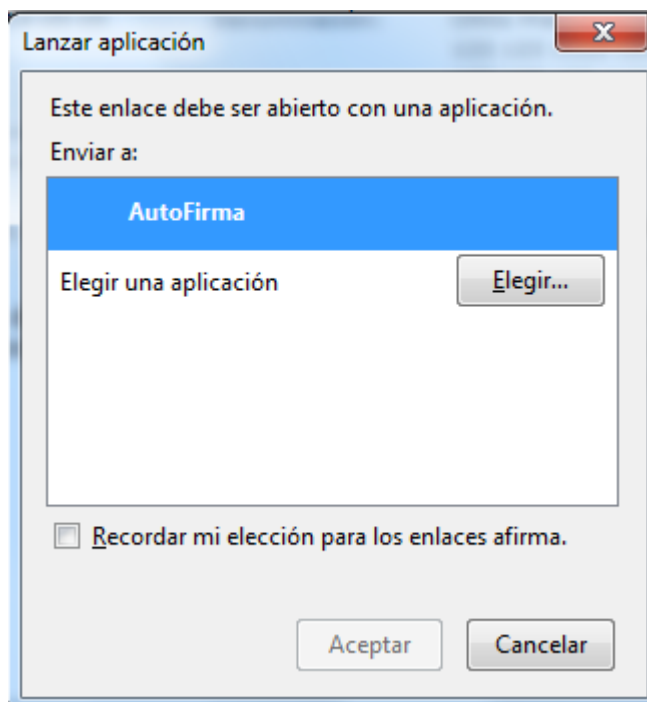 Lanzar aplicación
Este enlace debe ser abierto con una aplicación.
Enviar a:
AutoFirma
Elegir una aplicación
Elegir...
Recordar mi elección para los enlaces afirma.
Aceptar Cancelar